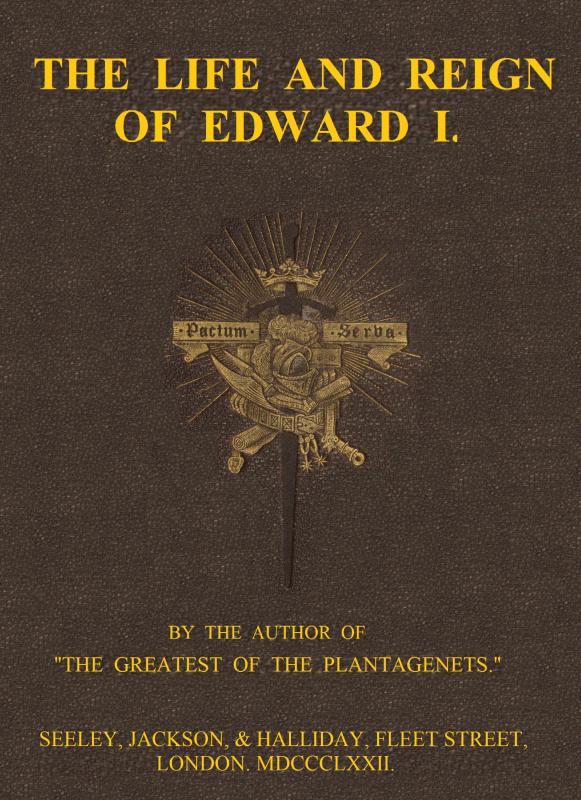 THE LIFE AND REIGN
OF EDWARD I.
·Pactum· ·Serva·
BY THE AUTHOR OF
"THE GREATEST OF THE PLANTAGENETS."
SEELEY, JACKSON, & HALLIDAY, FLEET STREET,
LONDON. MDCCCLXXII.